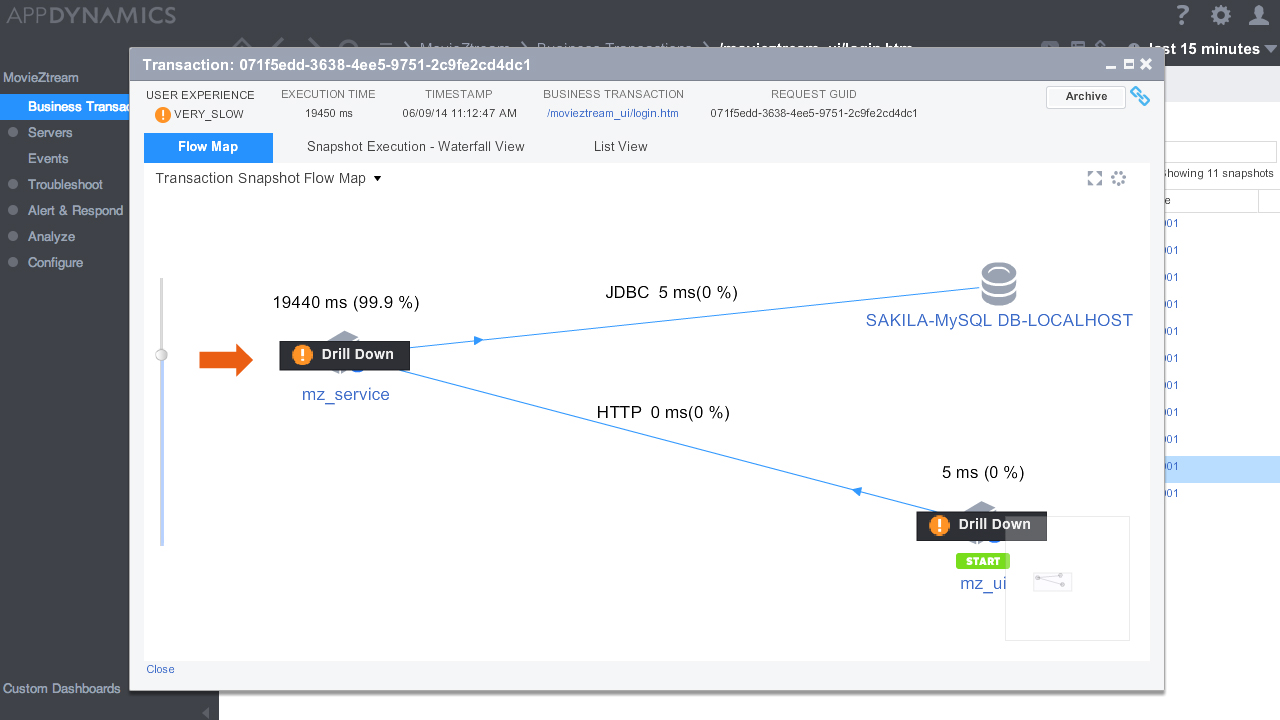 APPDYNAMICS
?
last 15 minutes
MovieZtream
Business Transac
Servers
Events
Troubleshoot
Alert & Respond
Analyze
Configure
Custom Dashboards
Transaction: 071f5edd-3638-4ee5-9751-2c9fe2cd4dc1
USER EXPERIENCE EXECUTION TIME TIMESTAMP BUSINESS TRANSACTION REQUEST GUID
VERY_SLOW 19450 ms 06/09/14 11:12:47 AM /movieztream_ui/login.htm 071f5edd-3638-4ee5-9751-2c9fe2cd4dc1
Archive
Flow Map Snapshot Execution - Waterfall View List View
Transaction Snapshot Flow Map
19440 ms (99.9 %)
Drill Down
mz_service
JDBC 5 ms(0 %)
SAKILA-MySQL DB-LOCALHOST
HTTP 0 ms(0 %)
5 ms (0 %)
Drill Down
START
mz_ui
Close
Showing 11 snapshots
001
001
001
001
001
001
001
001
001
001
001